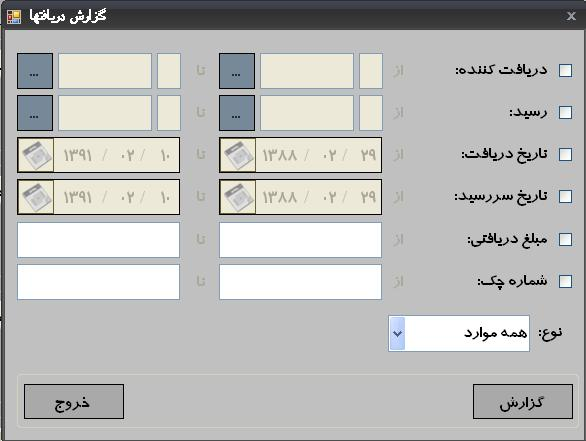 گزارش دریافتها
دریافت کننده: از ... تا ...
رسید: از ... تا ...
تاریخ دریافت: از ۱۳۸۸ / ۰۲ / ۲۹ تا ۱۳۹۱ / ۰۲ / ۱۰
تاریخ سررسید: از ۱۳۸۸ / ۰۲ / ۲۹ تا ۱۳۹۱ / ۰۲ / ۱۰
مبلغ دریافتی: از تا
شماره چک: از تا
نوع: همه موارد
گزارش خروج